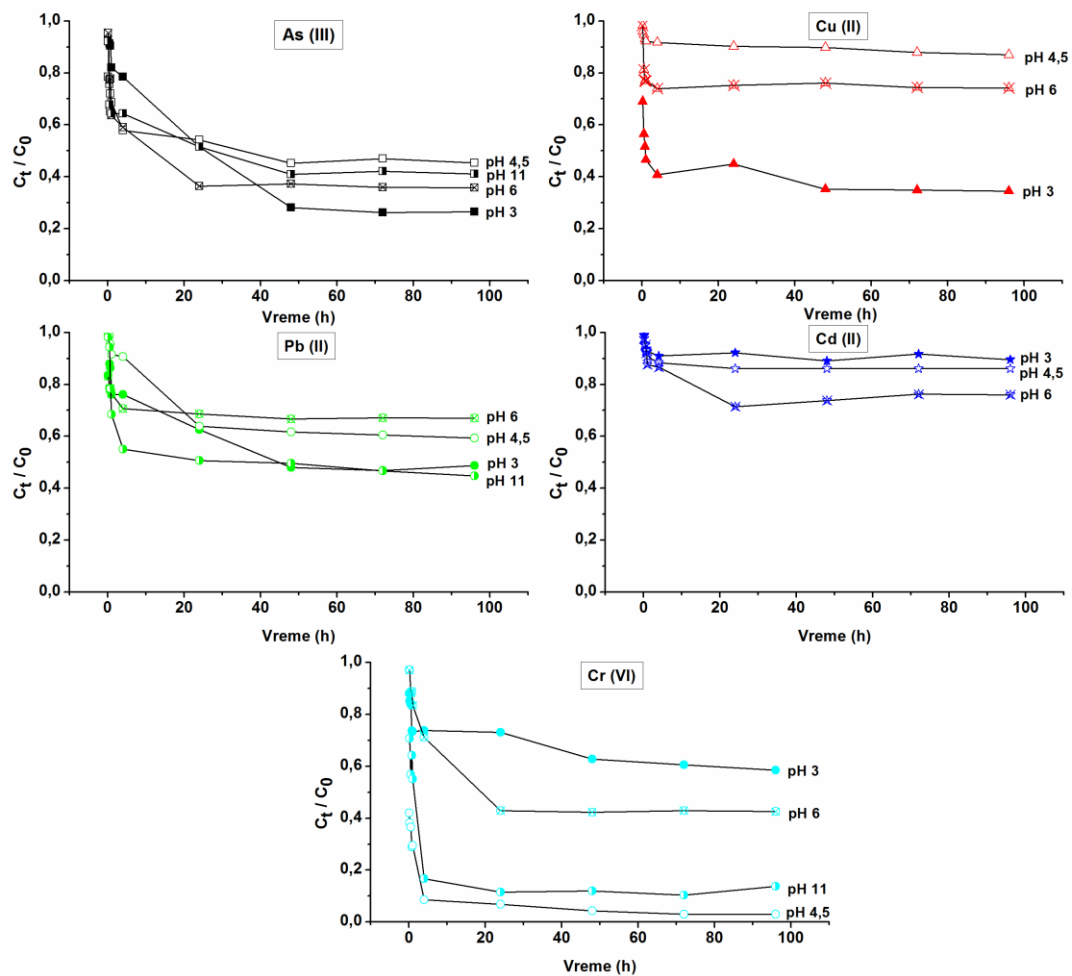 As (III)
1,0
0,8
0,6
0,4
0,2
0,0
C_t / C_0
pH 4,5
pH 11
pH 6
pH 3
0 20 40 60 80 100
Vreme (h)
Cu (II)
1,0
0,8
0,6
0,4
0,2
0,0
C_t / C_0
pH 4,5
pH 6
pH 3
0 20 40 60 80 100
Vreme (h)
Pb (II)
1,0
0,8
0,6
0,4
0,2
0,0
C_t / C_0
pH 6
pH 4,5
pH 3
pH 11
0 20 40 60 80 100
Vreme (h)
Cd (II)
1,0
0,8
0,6
0,4
0,2
0,0
C_t / C_0
pH 3
pH 4,5
pH 6
0 20 40 60 80 100
Vreme (h)
Cr (VI)
1,0
0,8
0,6
0,4
0,2
0,0
C_t / C_0
pH 3
pH 6
pH 11
pH 4,5
0 20 40 60 80 100
Vreme (h)